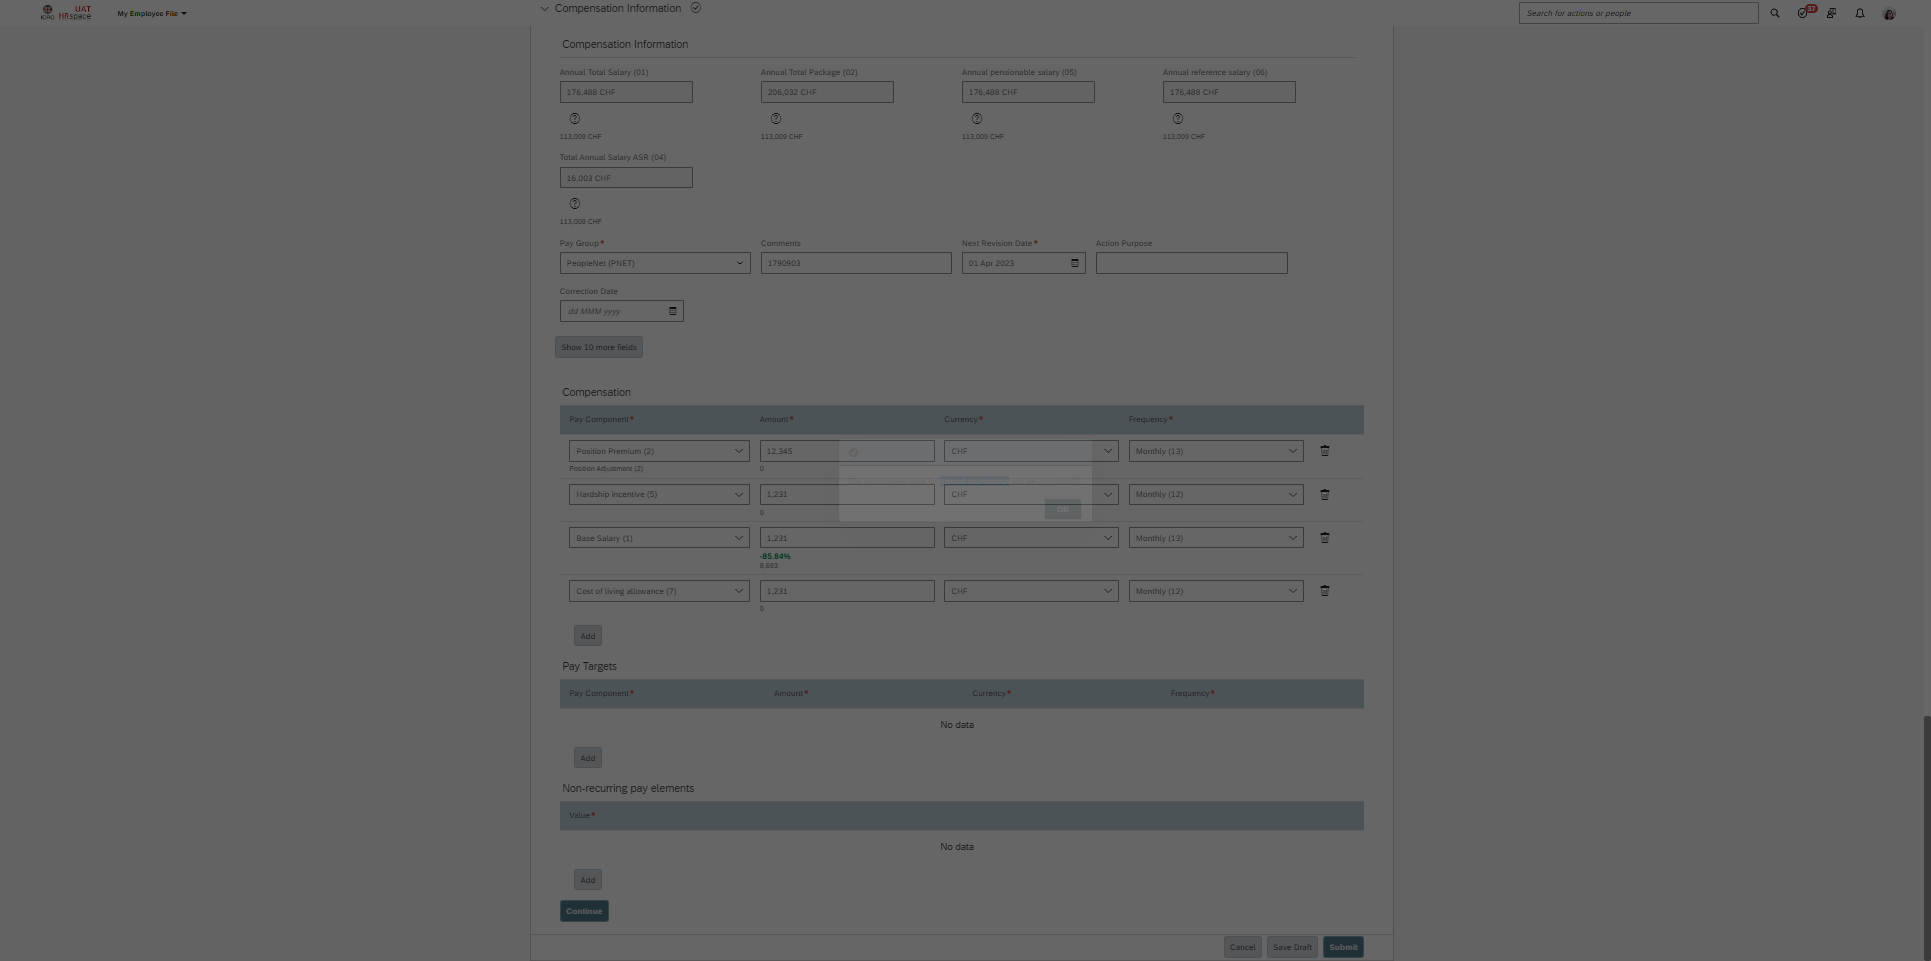 UAT
ICRC HRspace
My Employee File
Compensation Information
Search for actions or people
37
Compensation Information
Annual Total Salary (01)
Annual Total Package (02)
Annual pensionable salary (05)
Annual reference salary (06)
176,488 CHF
206,032 CHF
176,488 CHF
176,488 CHF
113,009 CHF
113,009 CHF
113,009 CHF
113,009 CHF
Total Annual Salary ASR (04)
16,003 CHF
113,009 CHF
Pay Group*
Comments
Next Revision Date*
Action Purpose
PeopleNet (PNET)
1790903
01 Apr 2023
Correction Date
dd MMM yyyy
Show 10 more fields
Compensation
Pay Component*
Amount*
Currency*
Frequency*
Position Premium (2)
12,345
CHF
Monthly (13)
Position Adjustment (2)
0
Hardship incentive (5)
1,231
CHF
Monthly (12)
0
OK
Base Salary (1)
1,231
CHF
Monthly (13)
-85.84%
8,693
Cost of living allowance (7)
1,231
CHF
Monthly (12)
0
Add
Pay Targets
Pay Component*
Amount*
Currency*
Frequency*
No data
Add
Non-recurring pay elements
Value*
No data
Add
Continue
Cancel
Save Draft
Submit